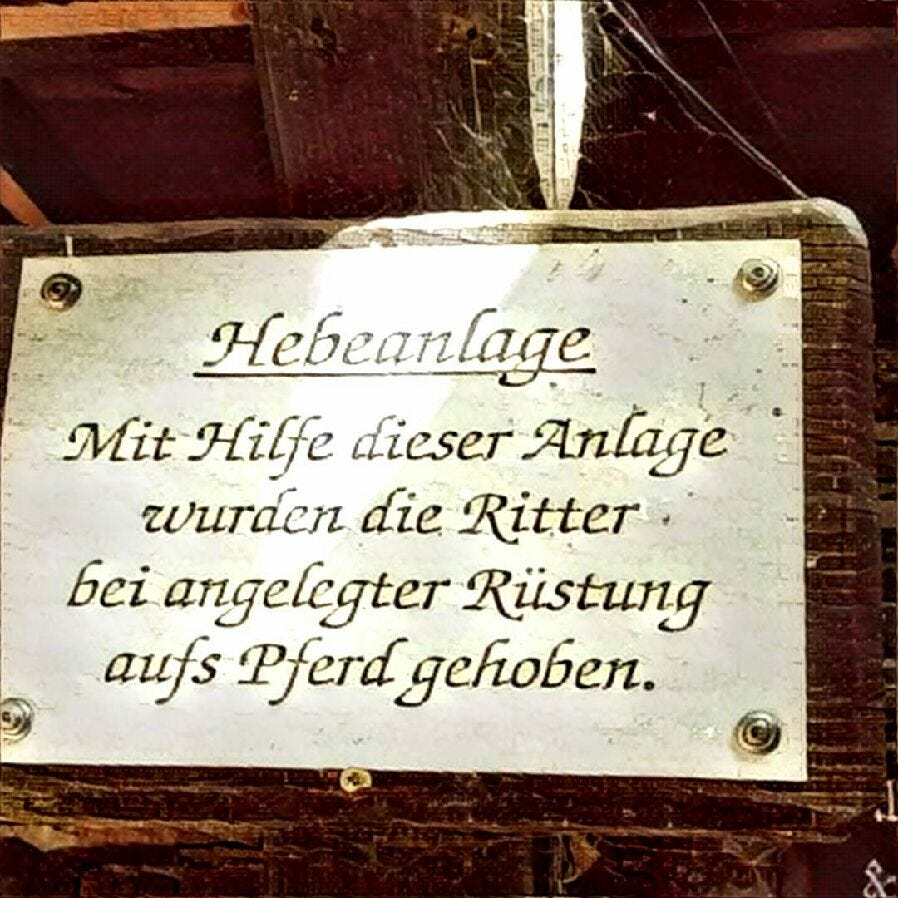 Hebeanlage
Mit Hilfe dieser Anlage
wurden die Ritter
bei angelegter Rüstung
aufs Pferd gehoben.
&